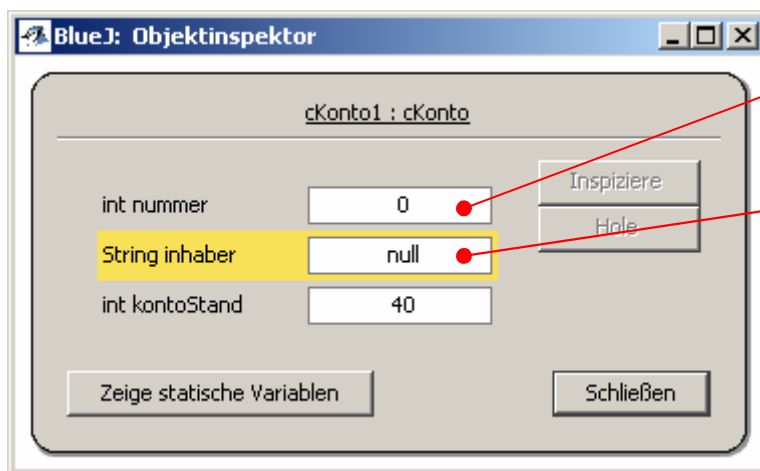 BlueJ: Objektinspektor
cKonto1 : cKonto
Inspiziere
int nummer 0
Hole
String inhaber null
int kontoStand 40
Zeige statische Variablen
Schließen